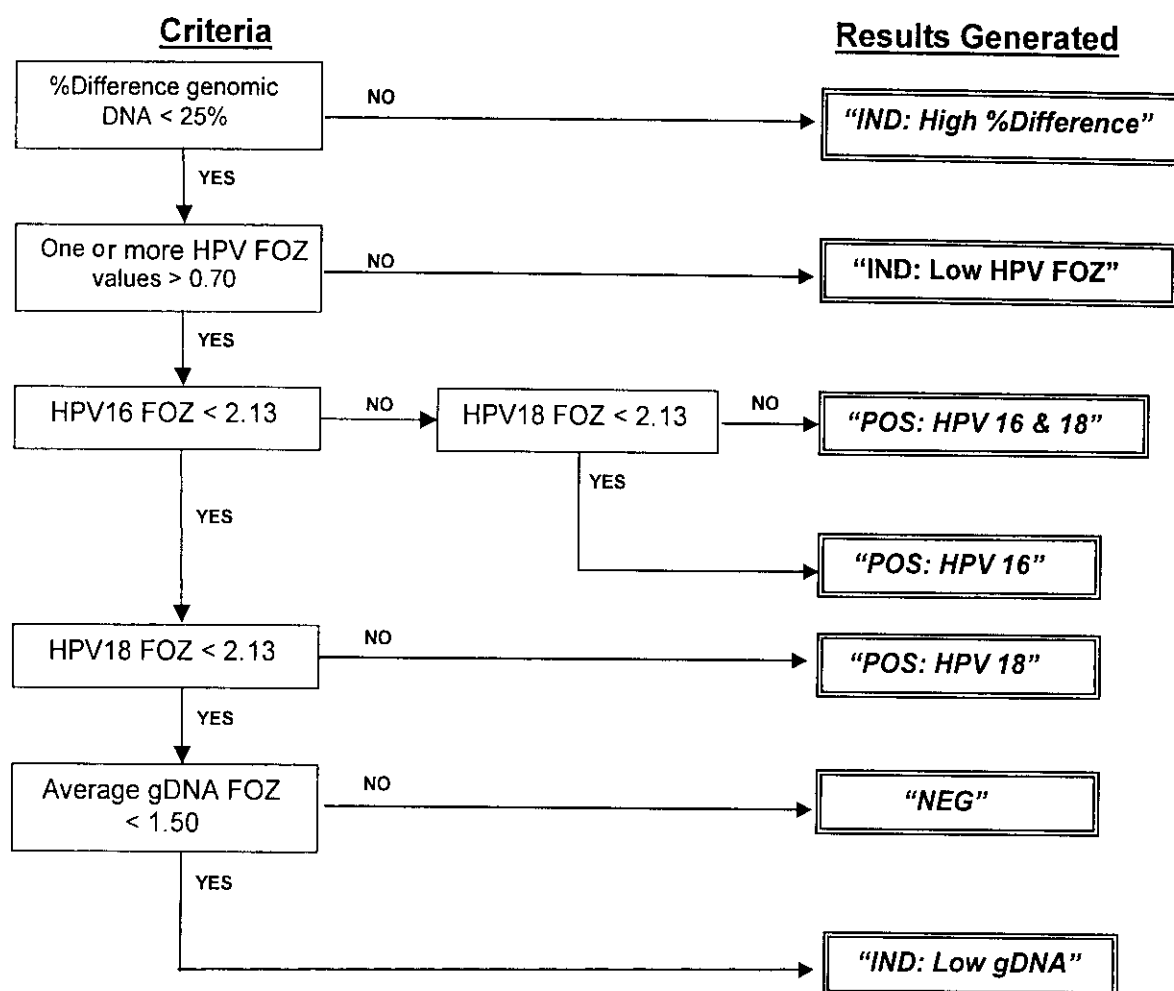 Criteria
Results Generated
%Difference genomic
DNA < 25%
NO
"IND: High %Difference"
YES
One or more HPV FOZ
values > 0.70
NO
"IND: Low HPV FOZ"
YES
HPV16 FOZ < 2.13
NO
HPV18 FOZ < 2.13
NO
"POS: HPV 16 & 18"
YES
YES
"POS: HPV 16"
HPV18 FOZ < 2.13
NO
"POS: HPV 18"
YES
Average gDNA FOZ
< 1.50
NO
"NEG"
YES
"IND: Low gDNA"